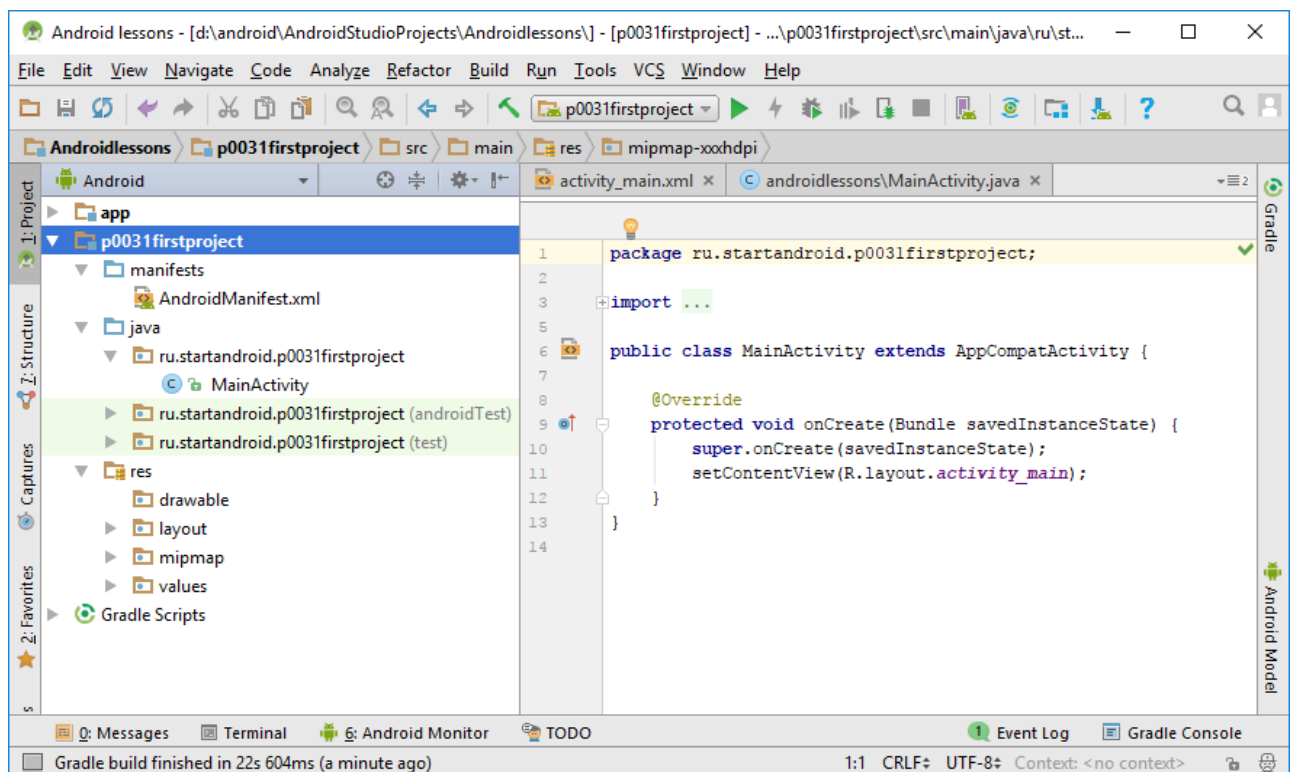 Android lessons - [d:\android\AndroidStudioProjects\Androidlessons\] - [p0031firstproject] - ...\p0031firstproject\src\main\java\ru\st...
File Edit View Navigate Code Analyze Refactor Build Run Tools VCS Window Help
p0031firstproject
Androidlessons p0031firstproject src main res mipmap-xxxhdpi
Android
activity_main.xml androidlessons\MainActivity.java 2
1: Project
7: Structure
Captures
2: Favorites
app
p0031firstproject
manifests
AndroidManifest.xml
java
ru.startandroid.p0031firstproject
MainActivity
ru.startandroid.p0031firstproject (androidTest)
ru.startandroid.p0031firstproject (test)
res
drawable
layout
mipmap
values
Gradle Scripts
1 package ru.startandroid.p0031firstproject;
2
3 import ...
5
6 public class MainActivity extends AppCompatActivity {
7
8 @Override
9 protected void onCreate(Bundle savedInstanceState) {
10 super.onCreate(savedInstanceState);
11 setContentView(R.layout.activity_main);
12 }
13 }
14
Gradle
Android Model
0: Messages Terminal 6: Android Monitor TODO 1 Event Log Gradle Console
Gradle build finished in 22s 604ms (a minute ago) 1:1 CRLF UTF-8 Context: <no context>